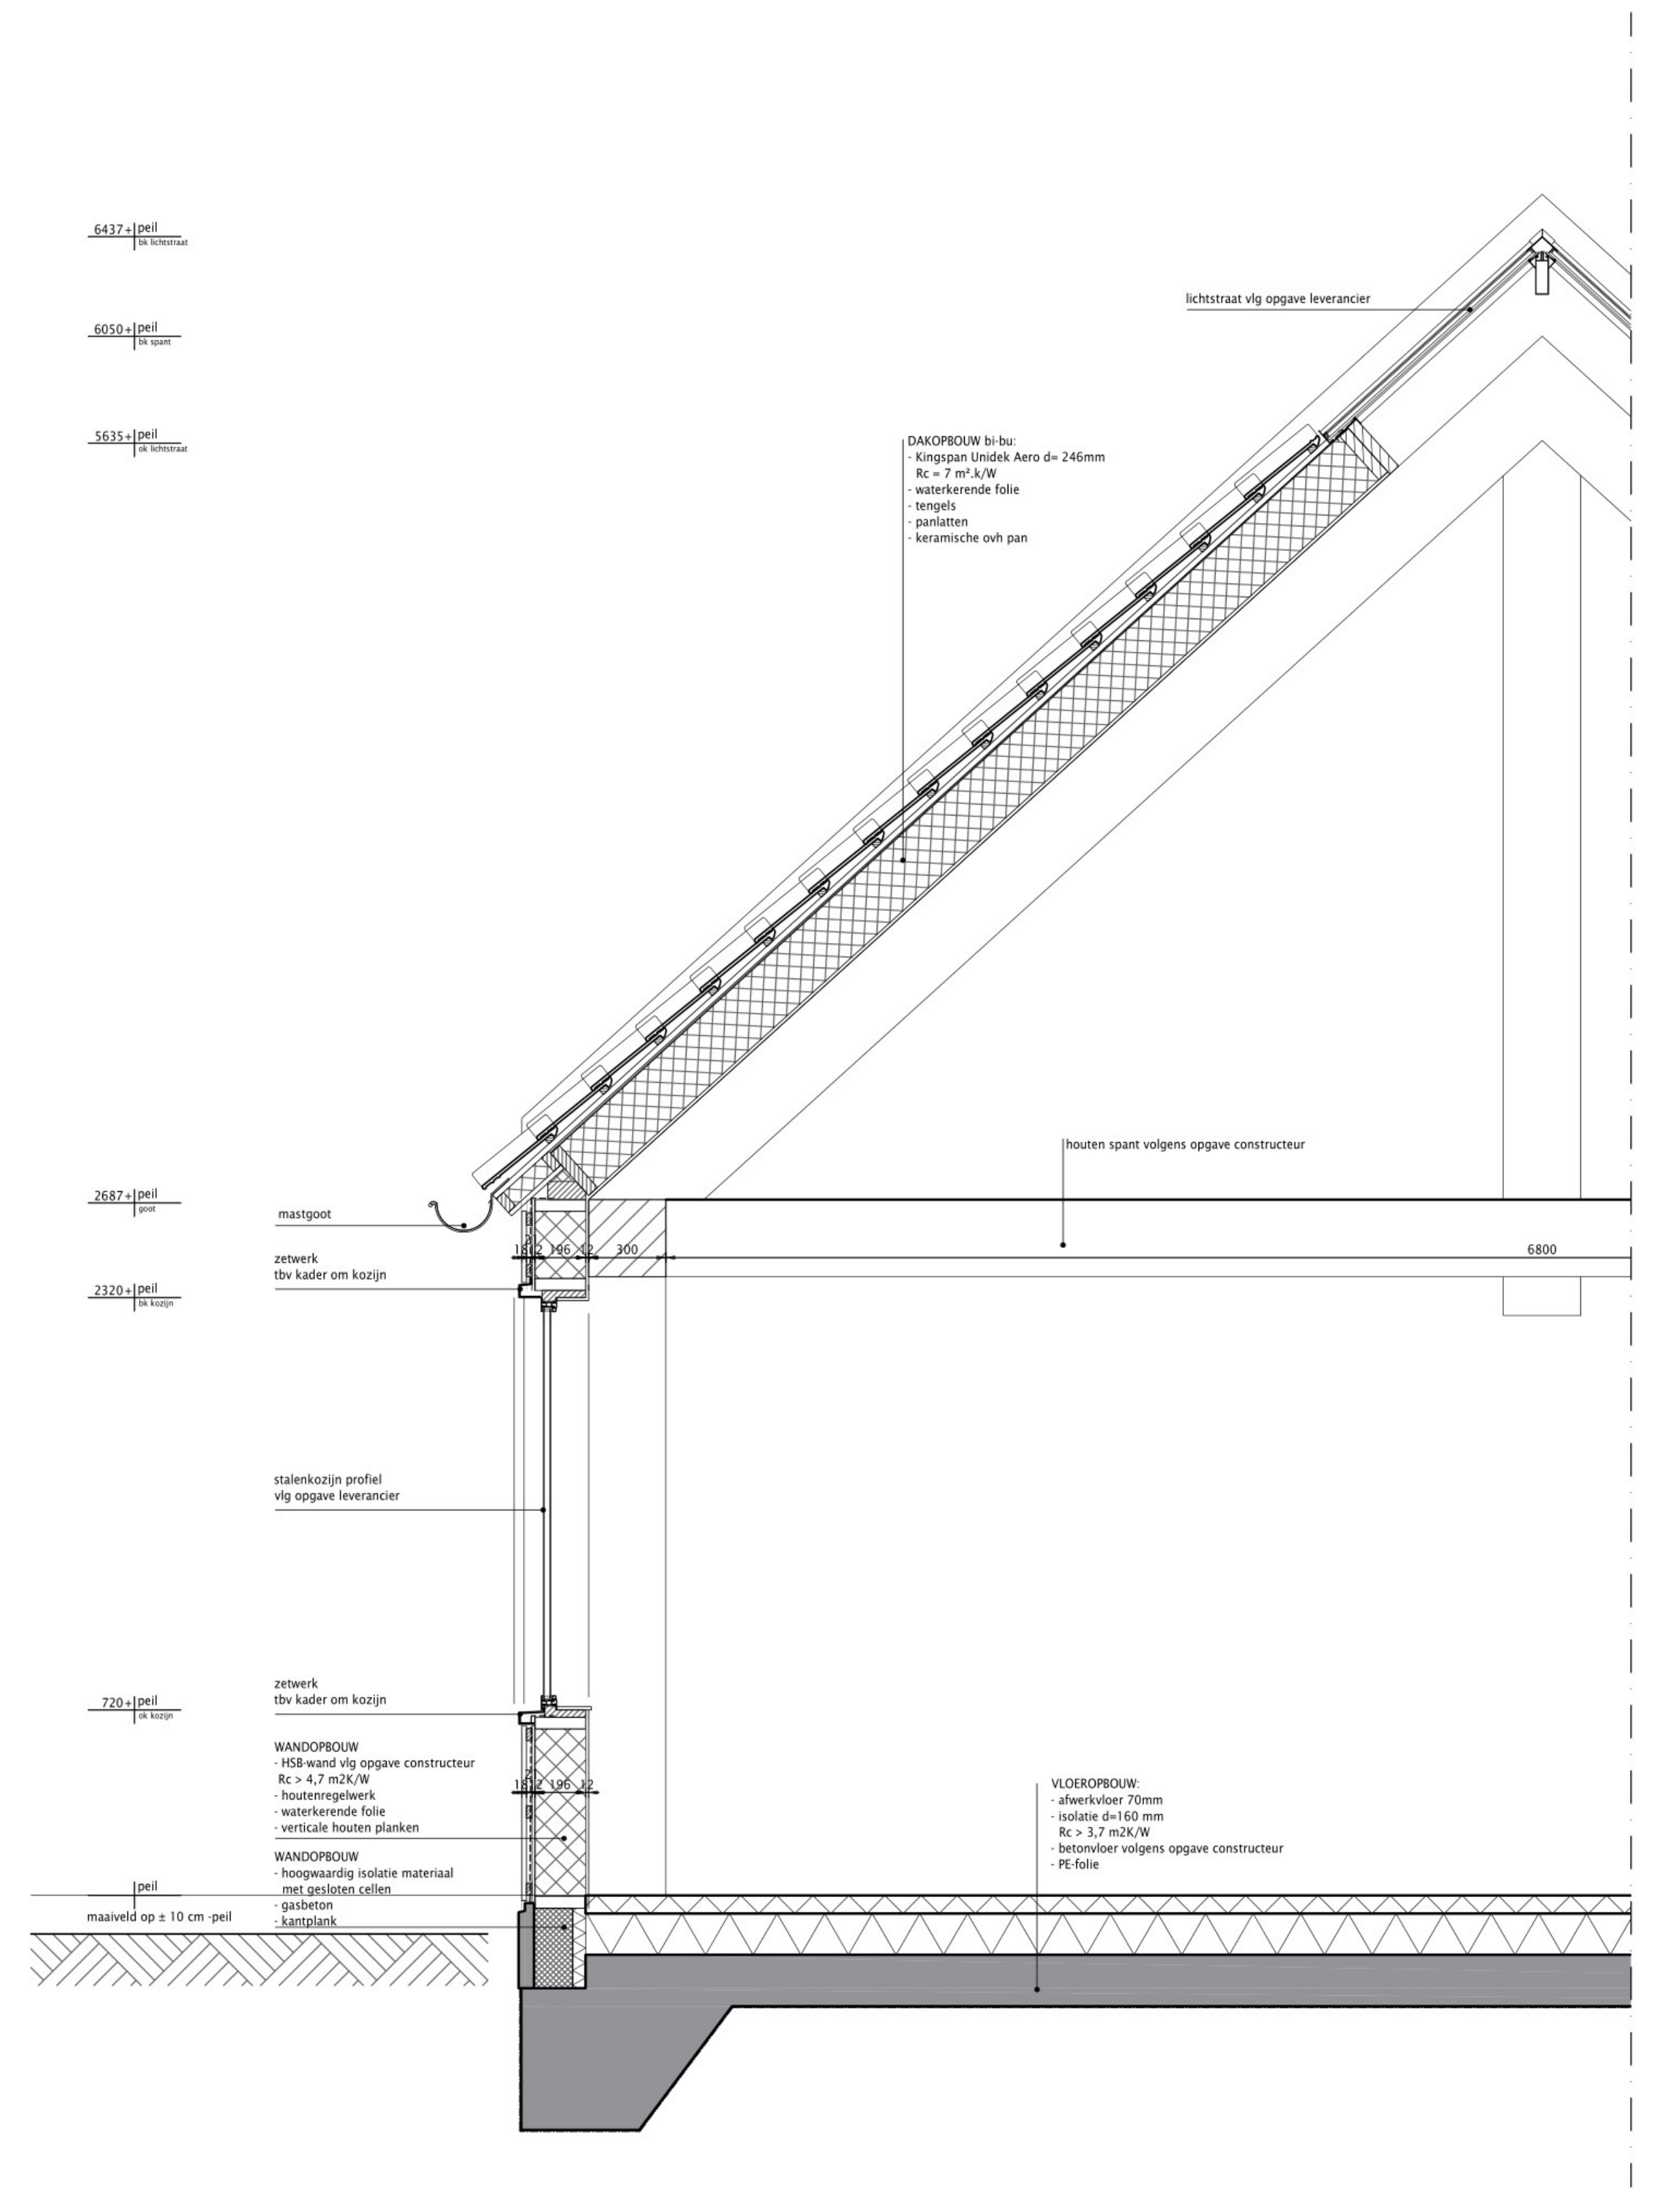 6437+ peil
bk lichtstraat
lichtstraat vlg opgave leverancier
6050+ peil
bk spant
5635+ peil
ok lichtstraat
DAKOPBOUW bi-bu:
- Kingspan Unidek Aero d= 246mm
Rc = 7 m².k/W
- waterkerende folie
- tengels
- panlatten
- keramische ovh pan
houten spant volgens opgave constructeur
2687+ peil
goot
mastgoot
zetwerk
tbv kader om kozijn
196 12 300 6800
2320+ peil
bk kozijn
stalenkozijn profiel
vlg opgave leverancier
zetwerk
tbv kader om kozijn
720+ peil
ok kozijn
WANDOPBOUW
- HSB-wand vlg opgave constructeur
Rc > 4,7 m2K/W
- houtenregelwerk
- waterkerende folie
- verticale houten planken
196 12
VLOEROPBOUW:
- afwerkvloer 70mm
- isolatie d=160 mm
Rc > 3,7 m2K/W
- betonvloer volgens opgave constructeur
- PE-folie
WANDOPBOUW
- hoogwaardig isolatie materiaal
met gesloten cellen
- gasbeton
- kantplank
peil
maaiveld op ± 10 cm -peil